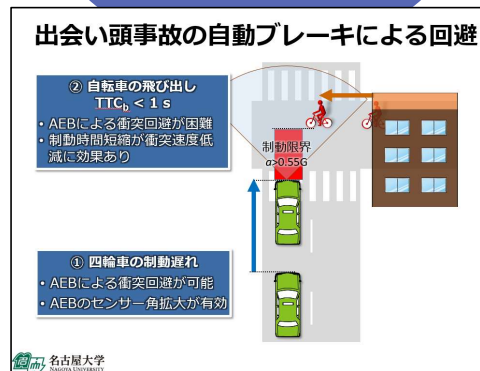 出会い頭事故の自動ブレーキによる回避
② 自転車の飛び出し
TTCb < 1 s
• AEBによる衝突回避が困難
• 制動時間短縮が衝突速度低
減に効果あり
制動限界
a>0.55G
① 四輪車の制動遅れ
• AEBによる衝突回避が可能
• AEBのセンサー角拡大が有効
名古屋大学
NAGOYA UNIVERSITY